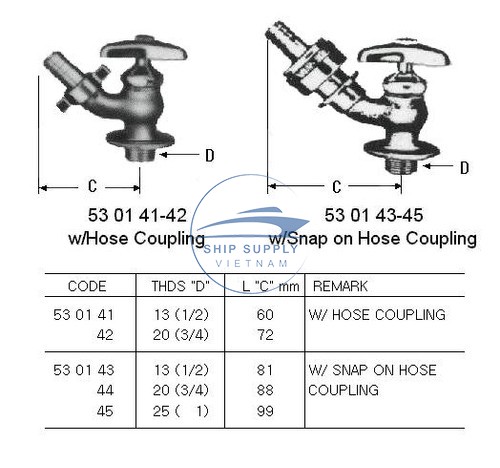 C
D
C
D
53 01 41-42
w/Hose Coupling
53 01 43-45
w/Snap on Hose Coupling
SHIP SUPPLY
VIETNAM
CODE THDS "D" L "C" mm REMARK
53 01 41 13 (1/2) 60 W/ HOSE COUPLING
42 20 (3/4) 72
53 01 43 13 (1/2) 81 W/ SNAP ON HOSE
44 20 (3/4) 88 COUPLING
45 25 ( 1) 99